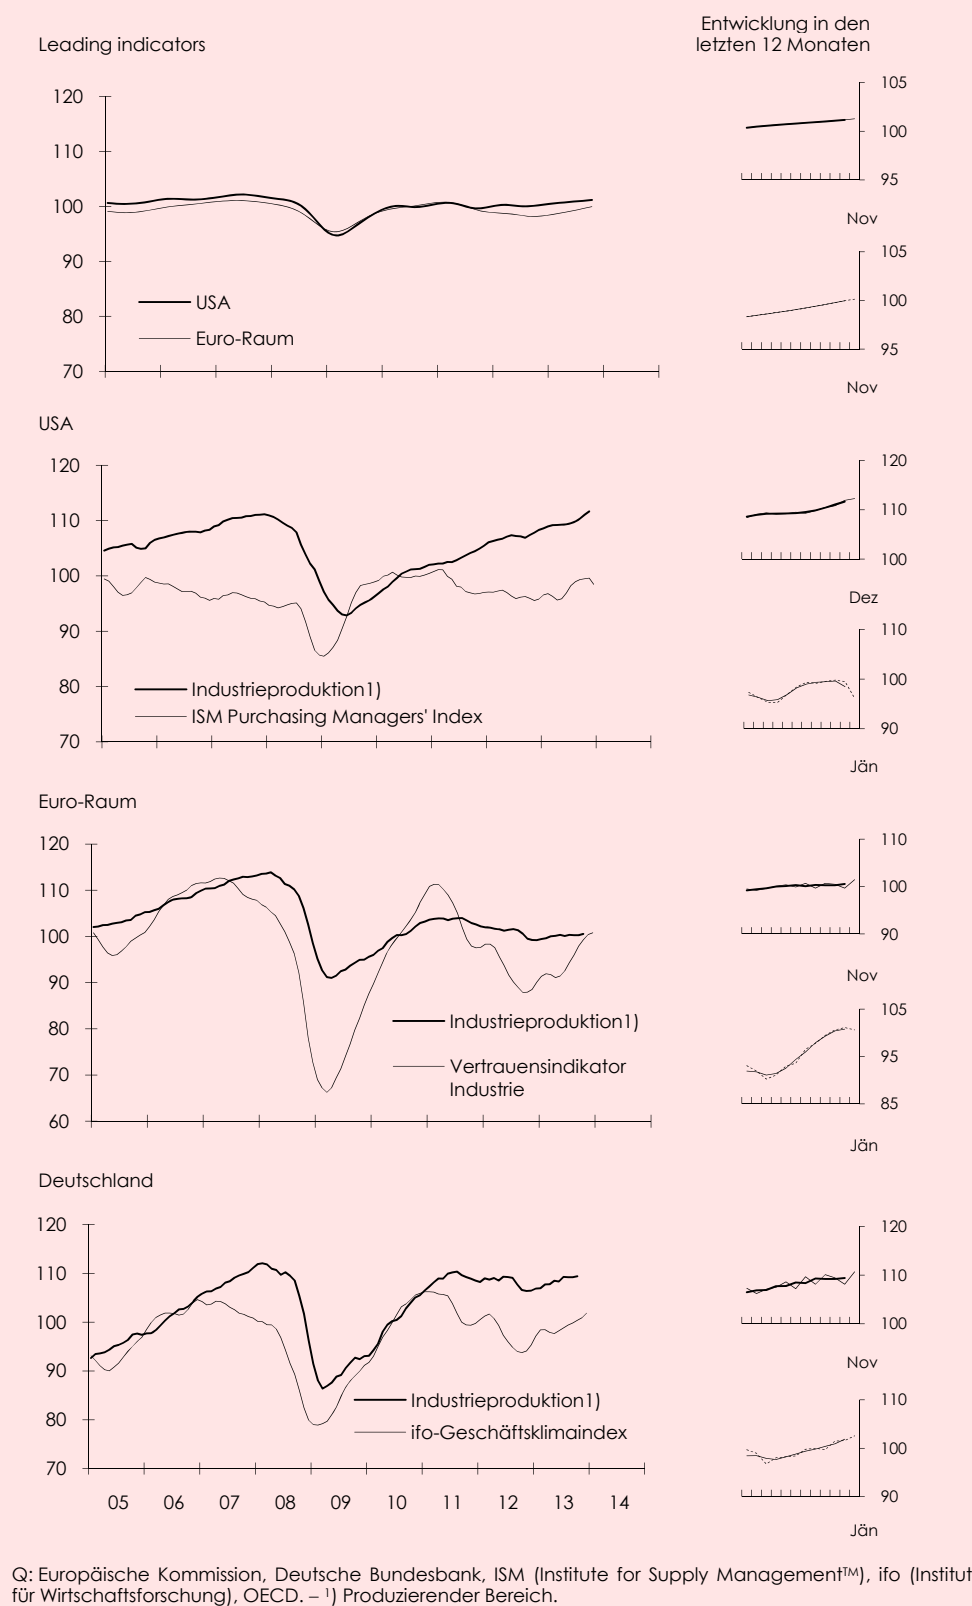 Entwicklung in den
letzten 12 Monaten
Leading indicators
120
110
100
90
80
70
USA
Euro-Raum
105
100
95
Nov
105
100
95
Nov
USA
120
110
100
90
80
70
Industrieproduktion1)
ISM Purchasing Managers' Index
120
110
100
Dez
110
100
90
Jän
Euro-Raum
120
110
100
90
80
70
60
Industrieproduktion1)
Vertrauensindikator
Industrie
110
100
90
Nov
105
95
85
Jän
Deutschland
120
110
100
90
80
70
Industrieproduktion1)
ifo-Geschäftsklimaindex
05 06 07 08 09 10 11 12 13 14
120
110
100
Nov
110
100
90
Jän
Q: Europäische Kommission, Deutsche Bundesbank, ISM (Institute for Supply Management™), ifo (Institut
für Wirtschaftsforschung), OECD. – ¹) Produzierender Bereich.